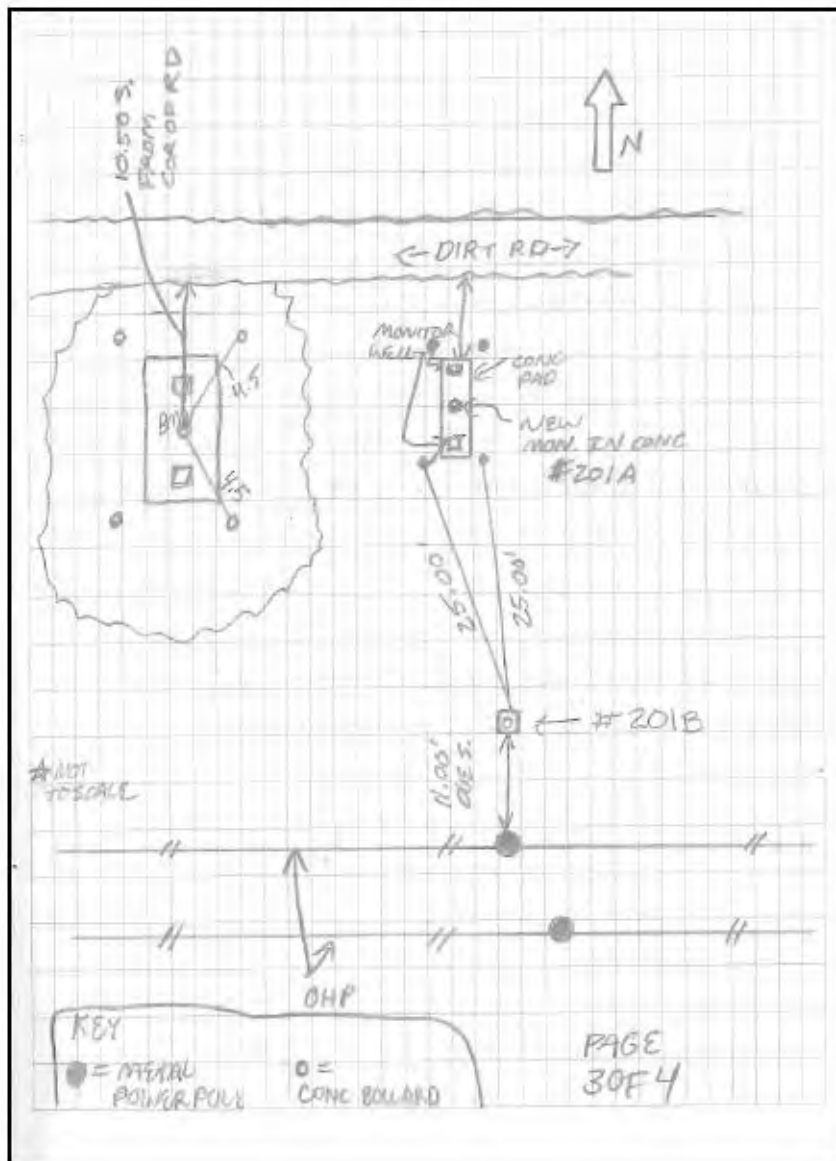 10.50 S.
FROM
COR OF RD
N
DIRT RD
MONITOR
WELL
CONC
PAD
NEW
MON. IN CONC
#201A
BM
4.5
4.5
25.00'
25.00'
#201B
11.00'
DUE S.
☆ NOT
TO SCALE
OHP
KEY
= METAL
POWER POLE
=
CONC BOLLARD
PAGE
3 OF 4